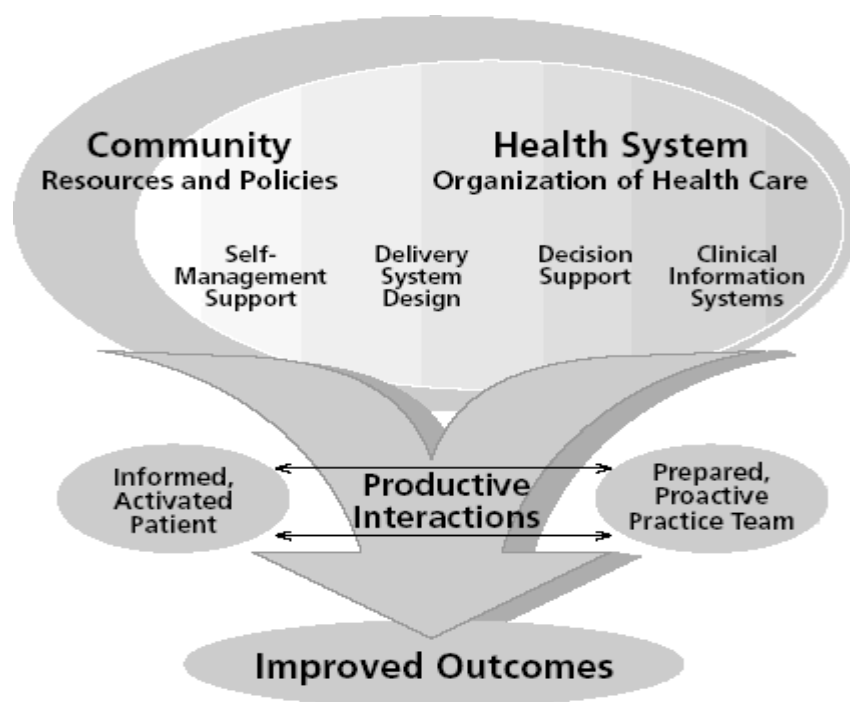 Community
Resources and Policies
Health System
Organization of Health Care
Self-
Management
Support
Delivery
System
Design
Decision
Support
Clinical
Information
Systems
Informed,
Activated
Patient
Productive
Interactions
Prepared,
Proactive
Practice Team
Improved Outcomes